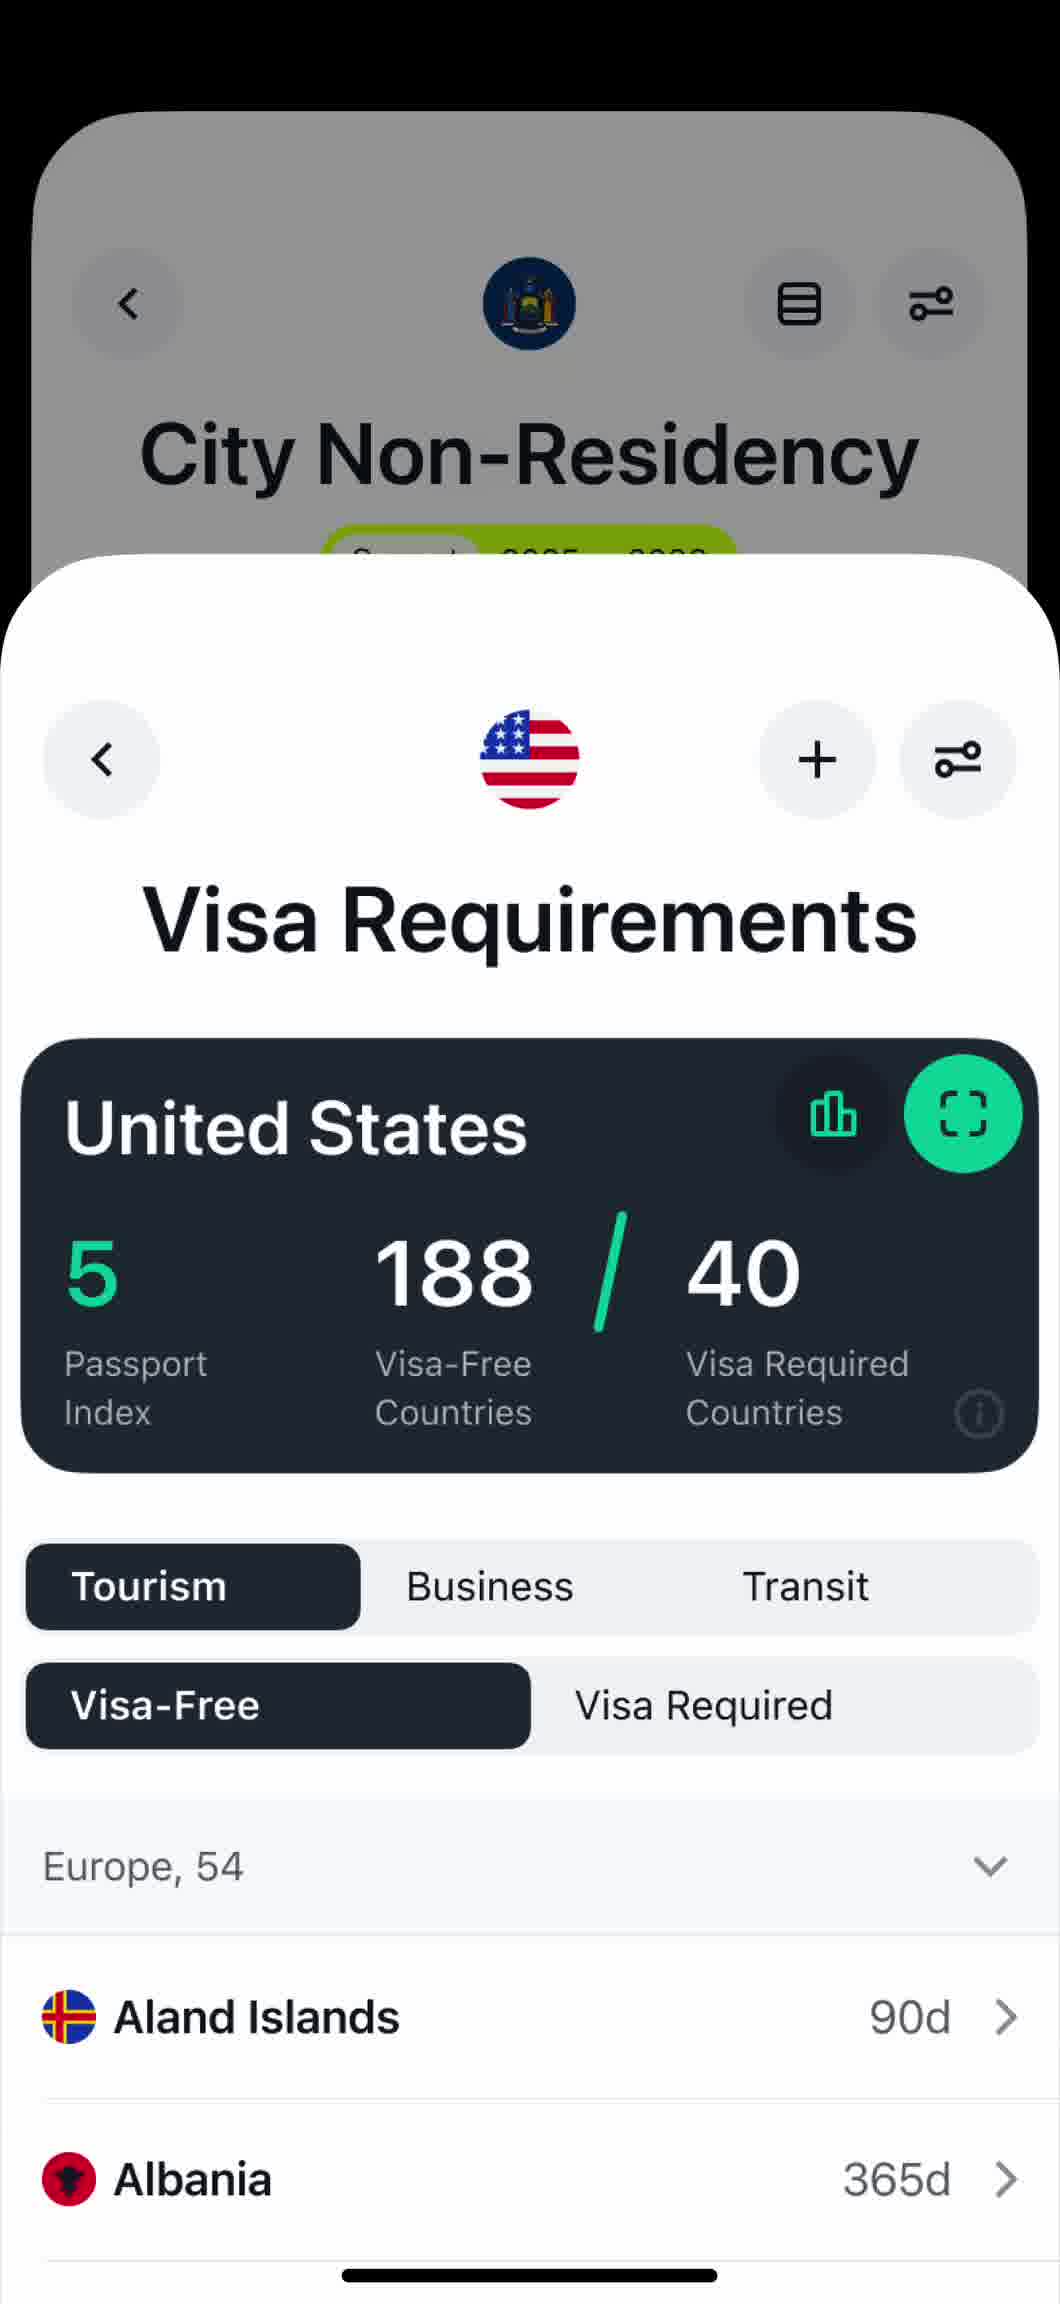 City Non-Residency
Visa Requirements
United States
5
188 / 40
Passport
Index
Visa-Free
Countries
Visa Required
Countries
Tourism
Business
Transit
Visa-Free
Visa Required
Europe, 54
Aland Islands
90d
Albania
365d